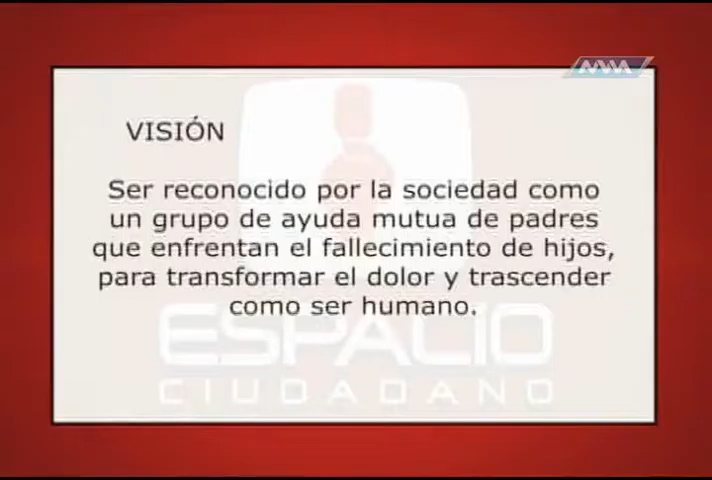 MVM
VISIÓN
Ser reconocido por la sociedad como
un grupo de ayuda mutua de padres
que enfrentan el fallecimiento de hijos,
para transformar el dolor y trascender
como ser humano.
ESPACIO
CIUDADANO